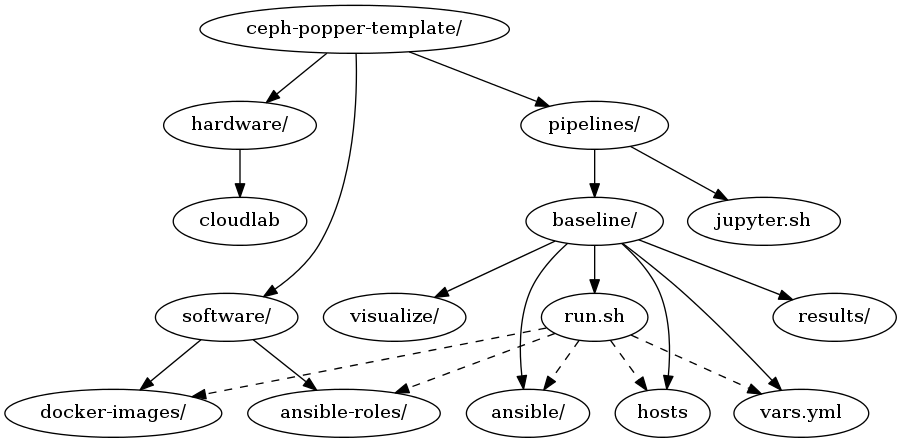 ceph-popper-template/
hardware/
pipelines/
cloudlab
baseline/
jupyter.sh
software/
visualize/
run.sh
results/
docker-images/
ansible-roles/
ansible/
hosts
vars.yml